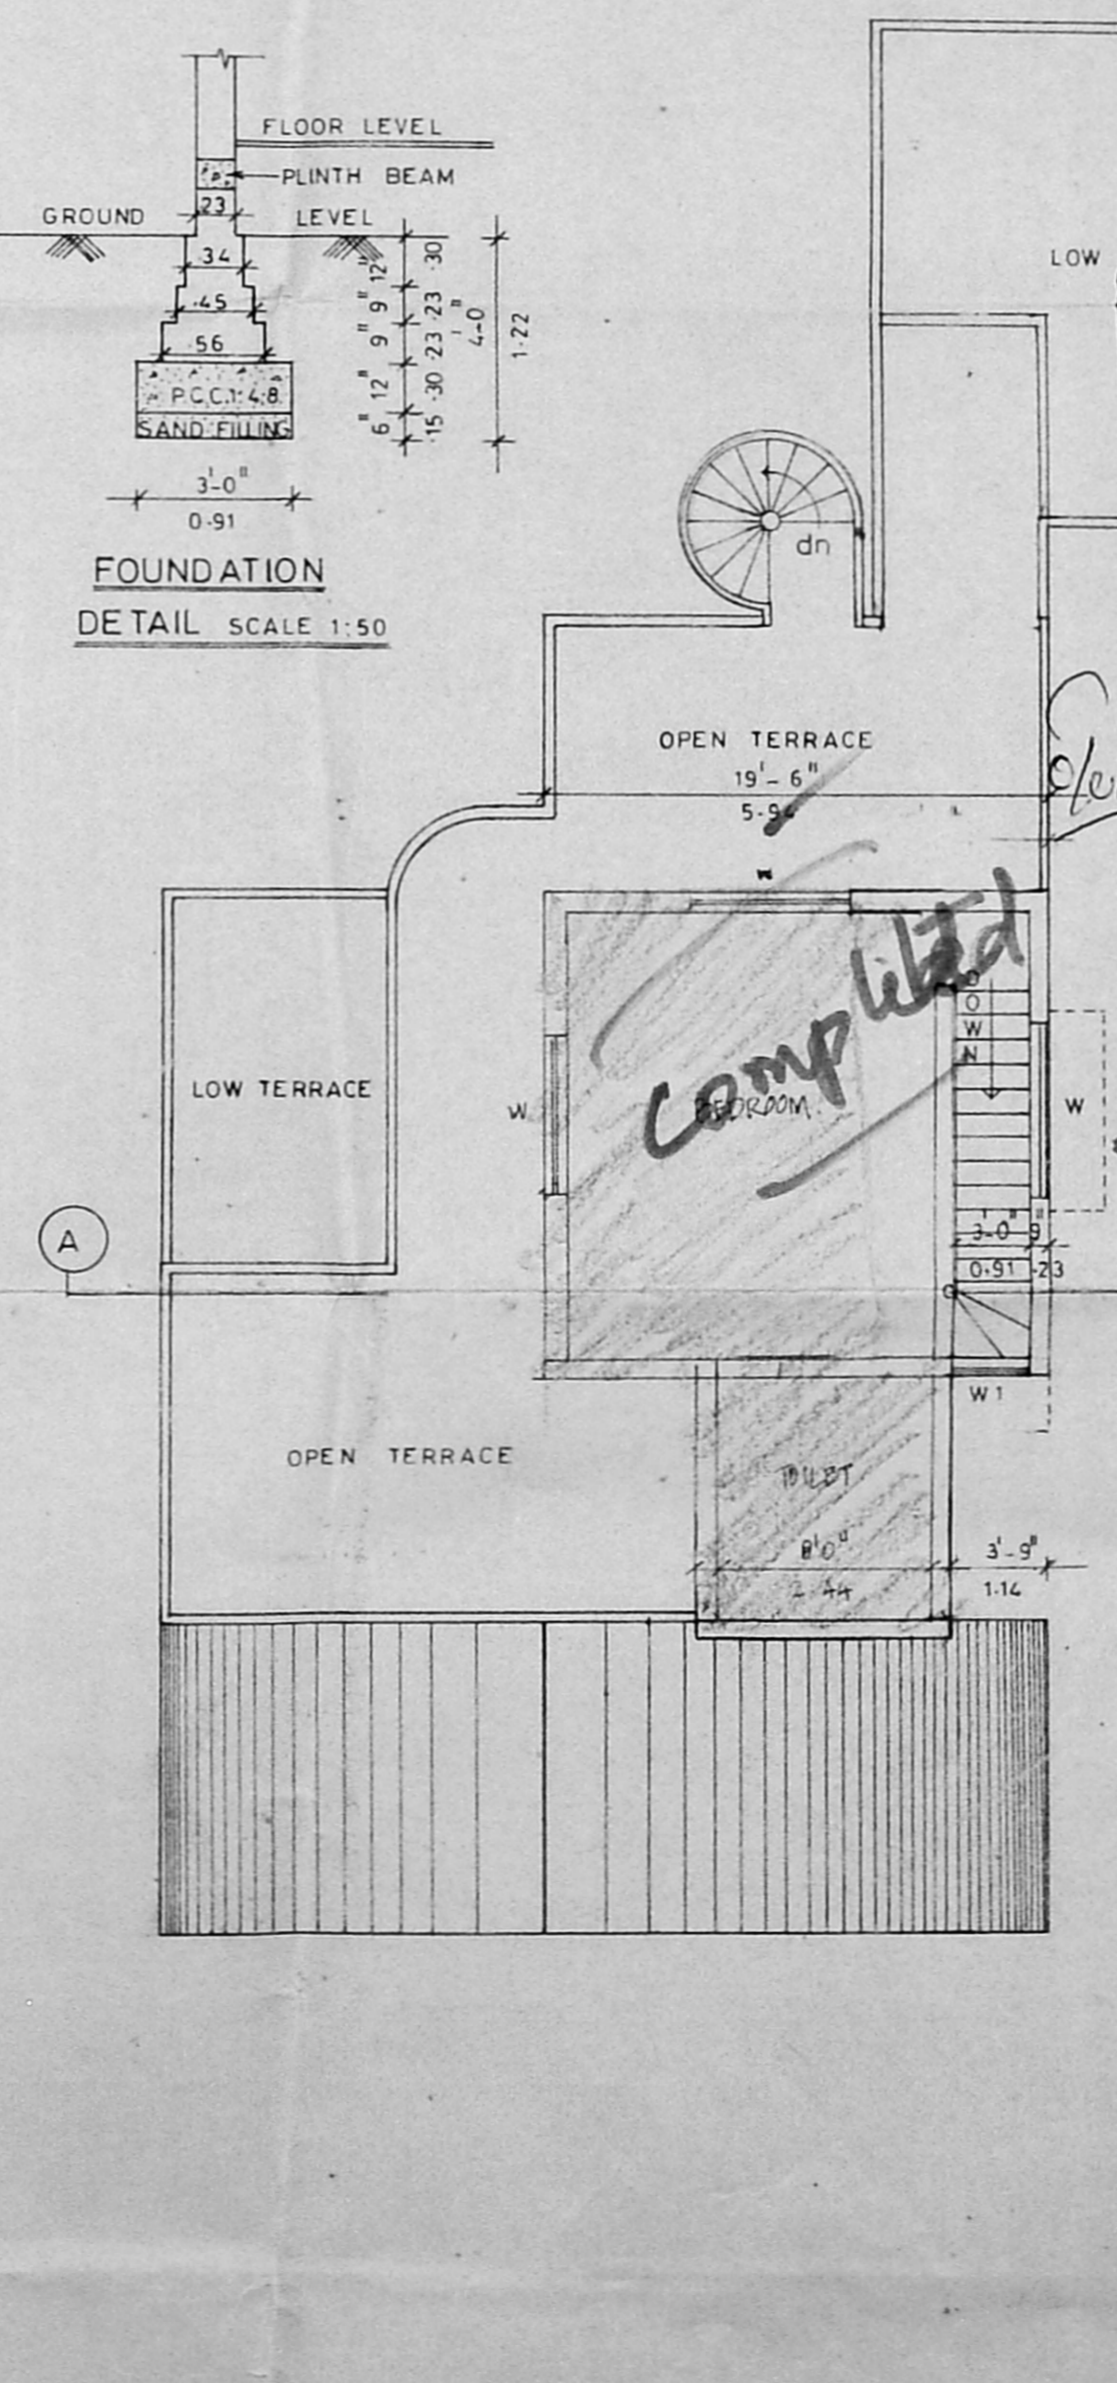 FLOOR LEVEL
PLINTH BEAM
.23
GROUND LEVEL
.34
.45
.56
P.C.C.1:4:8
SAND FILLING
12" .30
9" .23
9" .23
12" .30
6" .15
4'-0"
1.22
3'-0"
0.91
FOUNDATION
DETAIL SCALE 1:50
LOW
dn
OPEN TERRACE
19'- 6"
5.94
W
Complited
DOWN
LOW TERRACE
W
BEDROOM.
W
3'-0" 9"
A
0.91 .23
W1
OPEN TERRACE
TOILET
8'0" 3'-9"
2.44 1.14